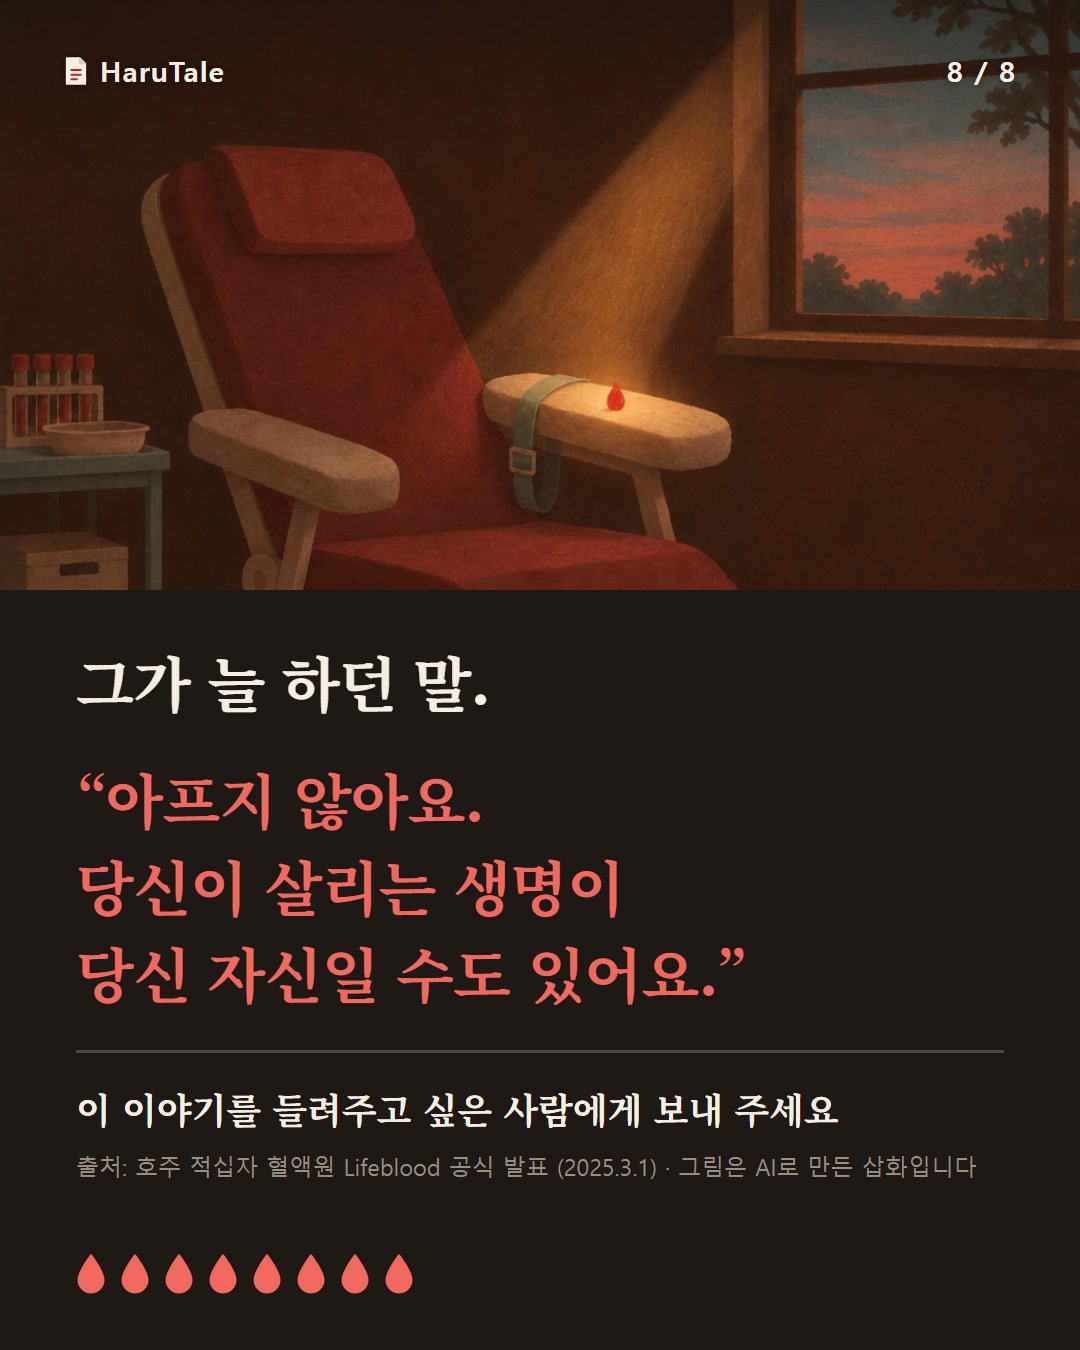 HaruTale
8 / 8
그가 늘 하던 말.
“아프지 않아요.
당신이 살리는 생명이
당신 자신일 수도 있어요.”
이 이야기를 들려주고 싶은 사람에게 보내 주세요
출처: 호주 적십자 혈액원 Lifeblood 공식 발표 (2025.3.1) · 그림은 AI로 만든 삽화입니다